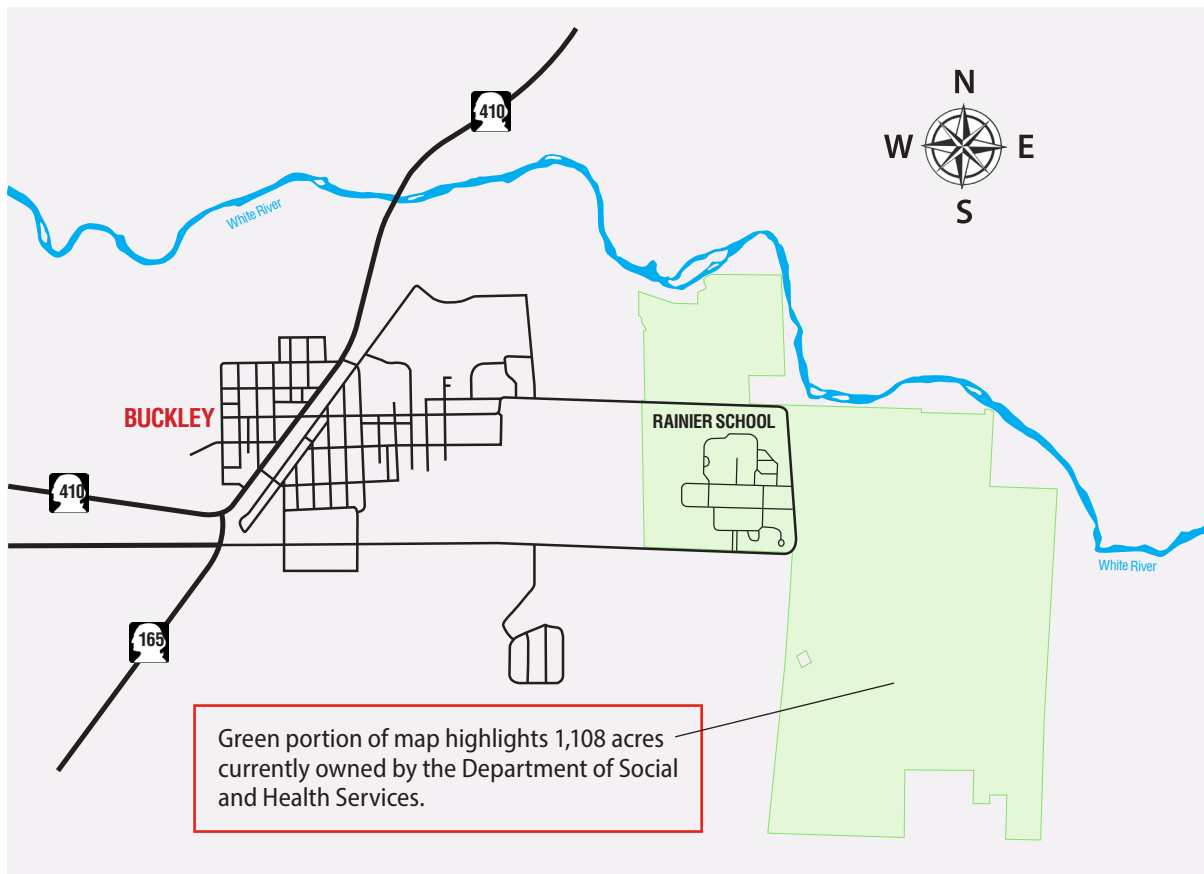 410
N
W
E
S
White River
BUCKLEY
RAINIER SCHOOL
410
White River
165
Green portion of map highlights 1,108 acres
currently owned by the Department of Social
and Health Services.